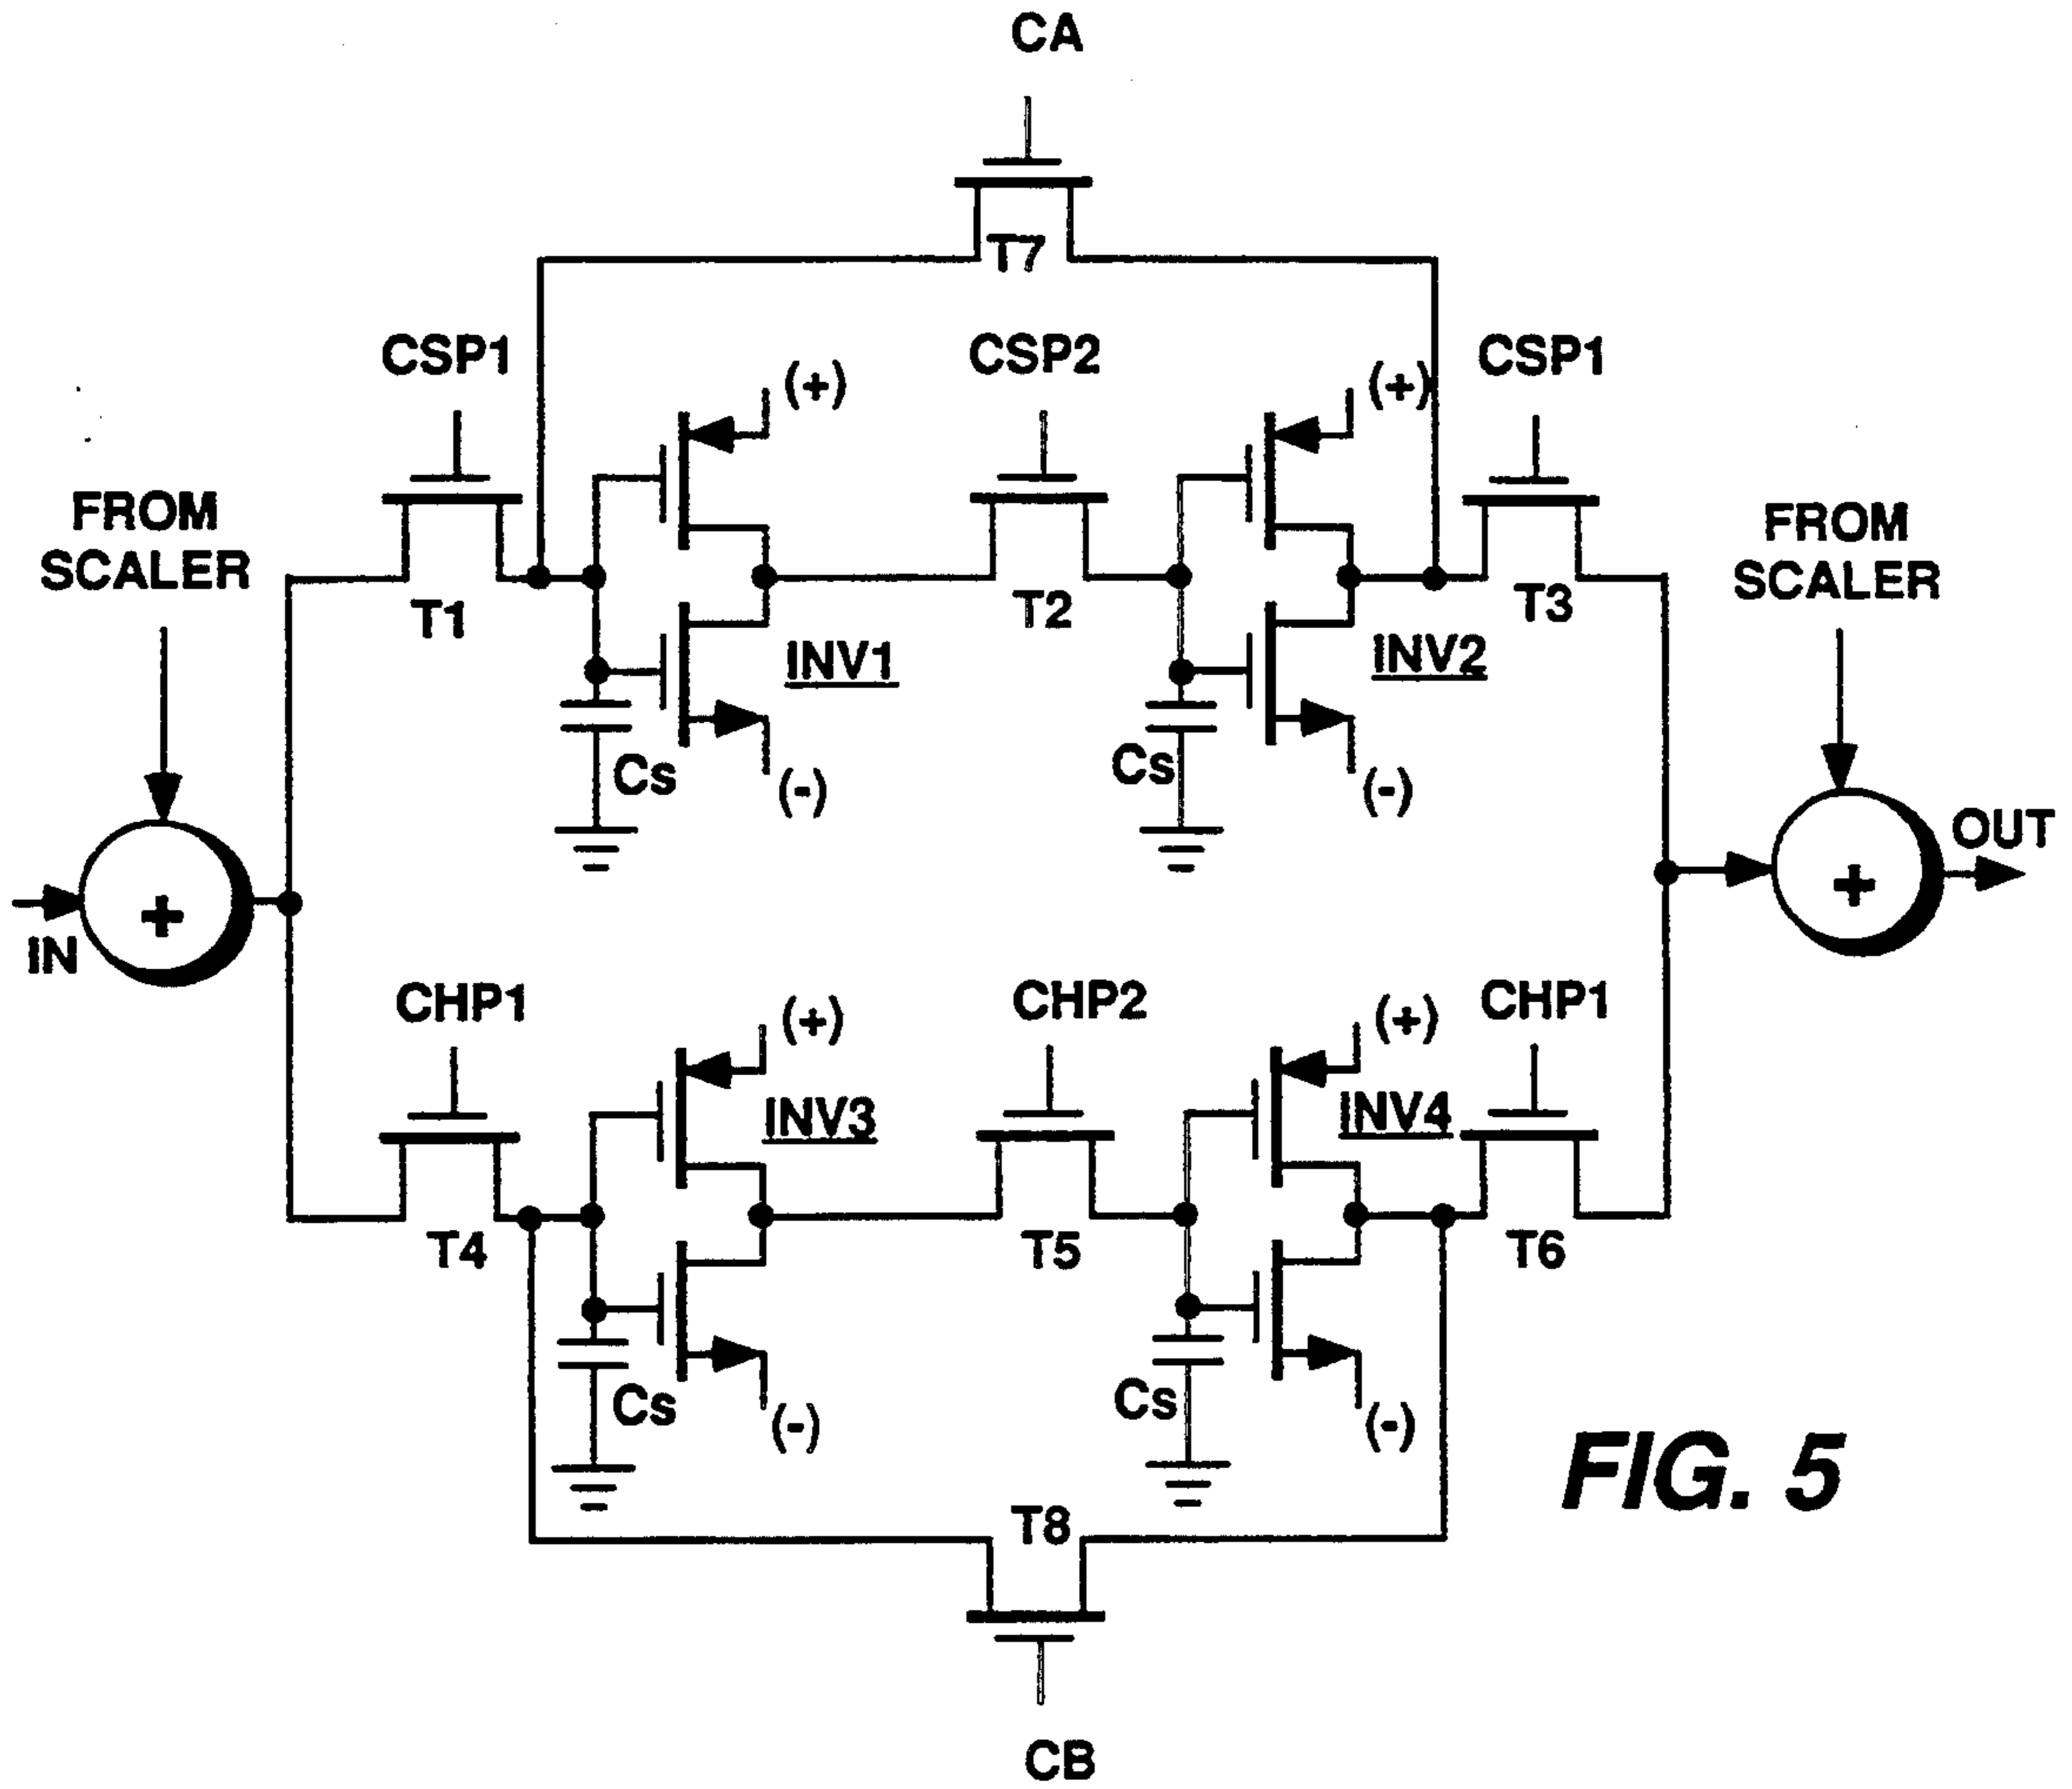 CA
T7
CSP1
CSP2
CSP1
(+)
(+)
FROM
SCALER
FROM
SCALER
T1
T2
T3
INV1
INV2
Cs
Cs
(-)
(-)
OUT
+
+
IN
CHP1
CHP2
CHP1
(+)
(+)
INV3
INV4
T4
T5
T6
Cs
Cs
(-)
(-)
FIG. 5
T8
CB